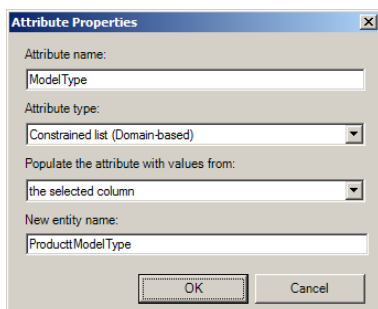 Attribute Properties
Attribute name:
ModelType
Attribute type:
Constrained list (Domain-based)
Populate the attribute with values from:
the selected column
New entity name:
ProducttModelType
OK Cancel